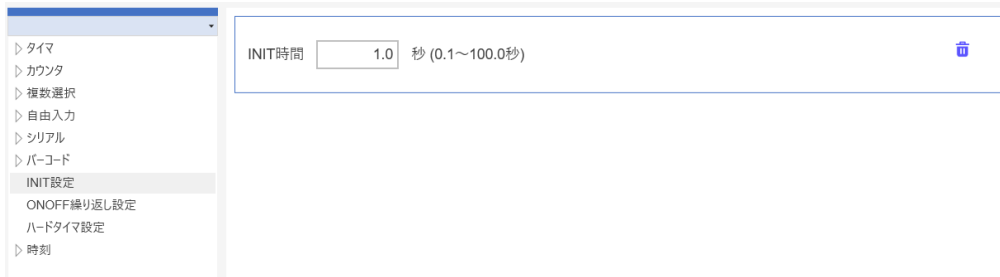 タイマ
カウンタ
複数選択
自由入力
シリアル
バーコード
INIT設定
ONOFF繰り返し設定
ハードタイマ設定
時刻
INIT時間 1.0 秒 (0.1～100.0秒)